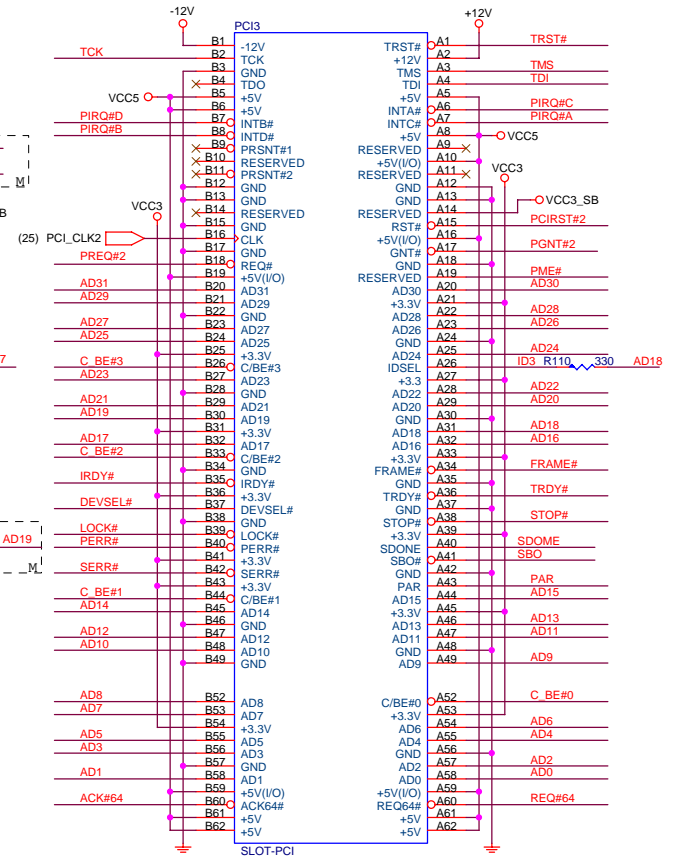 -12V +12V
PCI3
B1 -12V TRST# A1 TRST#
TCK B2 TCK +12V A2
B3 GND TMS A3 TMS
B4 TDO TDI A4 TDI
VCC5 B5 +5V +5V A5
B6 +5V INTA# A6 PIRQ#C
PIRQ#D B7 INTB# INTC# A7 PIRQ#A
PIRQ#B B8 INTD# +5V A8 VCC5
B9 PRSNT#1 RESERVED A9
B10 RESERVED +5V(I/O) A10
B11 PRSNT#2 RESERVED A11 VCC3
M B12 GND GND A12
B13 GND GND A13 VCC3_SB
B VCC3 B14 RESERVED RESERVED A14
B15 GND RST# A15 PCIRST#2
(25) PCI_CLK2 B16 CLK +5V(I/O) A16
B17 GND GNT# A17 PGNT#2
PREQ#2 B18 REQ# GND A18
B19 +5V(I/O) RESERVED A19 PME#
AD31 B20 AD31 AD30 A20 AD30
AD29 B21 AD29 +3.3V A21
B22 GND AD28 A22 AD28
AD27 B23 AD27 AD26 A23 AD26
AD25 B24 AD25 GND A24
B25 +3.3V AD24 A25 AD24
7 C_BE#3 B26 C/BE#3 IDSEL A26 ID3 R110 330 AD18
AD23 B27 AD23 +3.3 A27
B28 GND AD22 A28 AD22
AD21 B29 AD21 AD20 A29 AD20
AD19 B30 AD19 GND A30
B31 +3.3V AD18 A31 AD18
AD17 B32 AD17 AD16 A32 AD16
C_BE#2 B33 C/BE#2 +3.3V A33
B34 GND FRAME# A34 FRAME#
IRDY# B35 IRDY# GND A35
B36 +3.3V TRDY# A36 TRDY#
DEVSEL# B37 DEVSEL# GND A37
B38 GND STOP# A38 STOP#
LOCK# B39 LOCK# +3.3V A39
AD19 PERR# B40 PERR# SDONE A40 SDOME
B41 +3.3V SBO# A41 SBO
M SERR# B42 SERR# GND A42
B43 +3.3V PAR A43 PAR
C_BE#1 B44 C/BE#1 AD15 A44 AD15
AD14 B45 AD14 +3.3V A45
B46 GND AD13 A46 AD13
AD12 B47 AD12 AD11 A47 AD11
AD10 B48 AD10 GND A48
B49 GND AD9 A49 AD9
AD8 B52 AD8 C/BE#0 A52 C_BE#0
AD7 B53 AD7 +3.3V A53
B54 +3.3V AD6 A54 AD6
AD5 B55 AD5 AD4 A55 AD4
AD3 B56 AD3 GND A56
B57 GND AD2 A57 AD2
AD1 B58 AD1 AD0 A58 AD0
B59 +5V(I/O) +5V(I/O) A59
ACK#64 B60 ACK64# REQ64# A60 REQ#64
B61 +5V +5V A61
B62 +5V +5V A62
SLOT-PCI